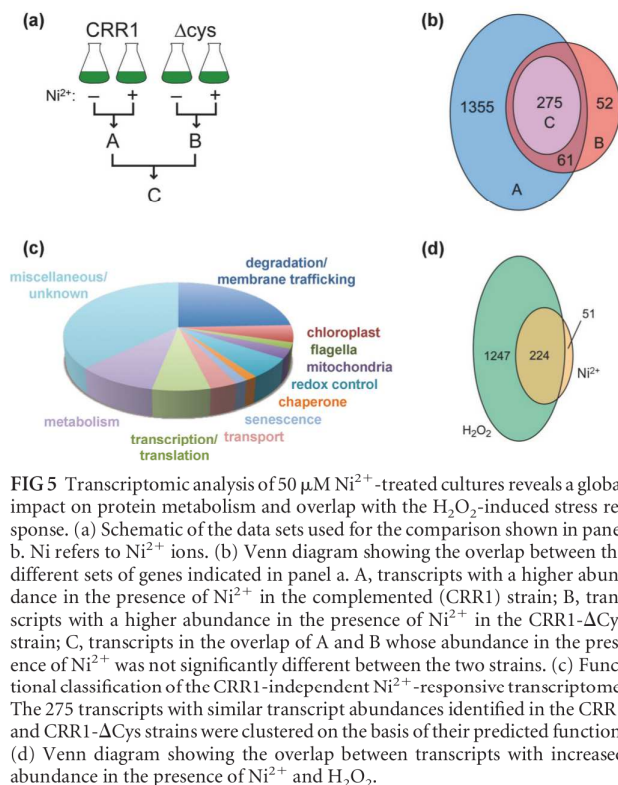 (a)
CRR1 Δcys
Ni²⁺: – + – +
A B
C
(b)
1355 275 52
C
B
61
A
(c)
miscellaneous/
unknown
degradation/
membrane trafficking
chloroplast
flagella
mitochondria
redox control
chaperone
senescence
transport
transcription/
translation
metabolism
(d)
51
1247 224
Ni²⁺
H₂O₂
FIG 5 Transcriptomic analysis of 50 μM Ni²⁺-treated cultures reveals a globa
impact on protein metabolism and overlap with the H₂O₂-induced stress re
sponse. (a) Schematic of the data sets used for the comparison shown in pane
b. Ni refers to Ni²⁺ ions. (b) Venn diagram showing the overlap between th
different sets of genes indicated in panel a. A, transcripts with a higher abun
dance in the presence of Ni²⁺ in the complemented (CRR1) strain; B, tran
scripts with a higher abundance in the presence of Ni²⁺ in the CRR1-ΔCy
strain; C, transcripts in the overlap of A and B whose abundance in the pres
ence of Ni²⁺ was not significantly different between the two strains. (c) Func
tional classification of the CRR1-independent Ni²⁺-responsive transcriptome
The 275 transcripts with similar transcript abundances identified in the CRR
and CRR1-ΔCys strains were clustered on the basis of their predicted function
(d) Venn diagram showing the overlap between transcripts with increased
abundance in the presence of Ni²⁺ and H₂O₂.